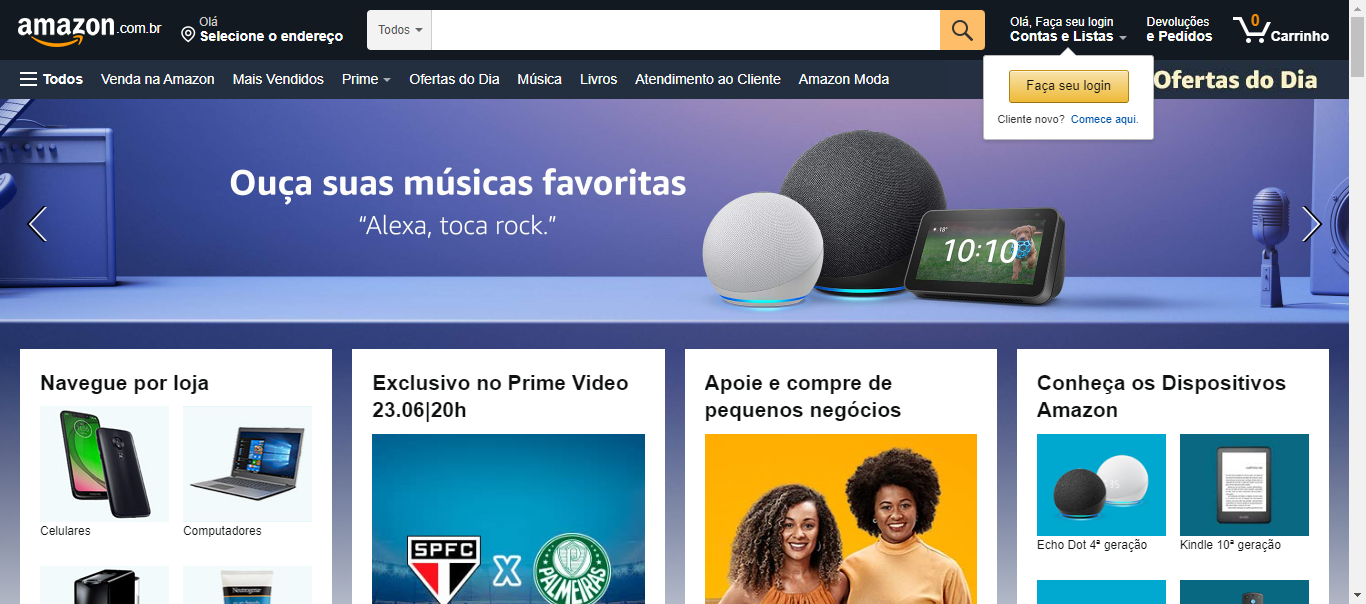 amazon.com.br
Olá
Selecione o endereço
Todos
Olá, Faça seu login
Contas e Listas
Devoluções
e Pedidos
0
Carrinho
Todos
Venda na Amazon
Mais Vendidos
Prime
Ofertas do Dia
Música
Livros
Atendimento ao Cliente
Amazon Moda
Ofertas do Dia
Faça seu login
Cliente novo? Comece aqui.
Ouça suas músicas favoritas
“Alexa, toca rock.”
18°
10:10
Navegue por loja
Celulares
Computadores
Exclusivo no Prime Video
23.06|20h
SPFC
X
PALMEIRAS
Apoie e compre de
pequenos negócios
Conheça os Dispositivos
Amazon
Echo Dot 4ª geração
Kindle 10ª geração
Neutrogena